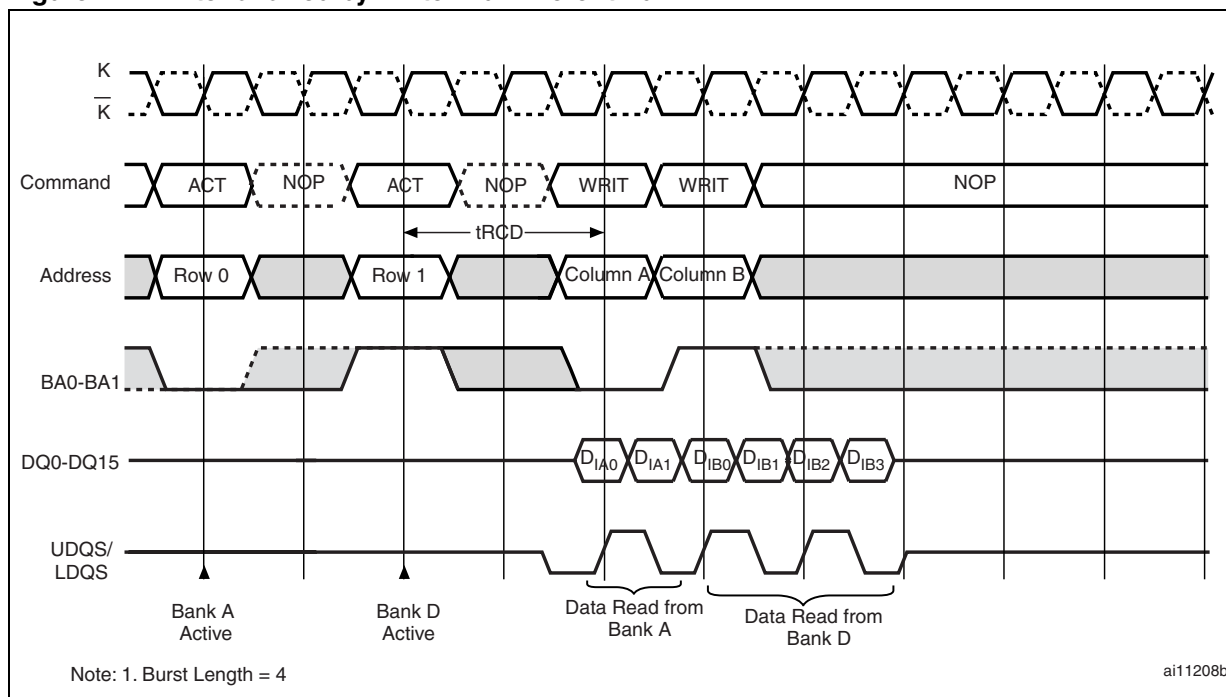 K
K
Command
ACT
NOP
ACT
NOP
WRIT
WRIT
NOP
tRCD
Address
Row 0
Row 1
Column A
Column B
BA0-BA1
DQ0-DQ15
DIA0
DIA1
DIB0
DIB1
DIB2
DIB3
UDQS/
LDQS
Bank A
Active
Bank D
Active
Data Read from
Bank A
Data Read from
Bank D
Note: 1. Burst Length = 4
ai11208b